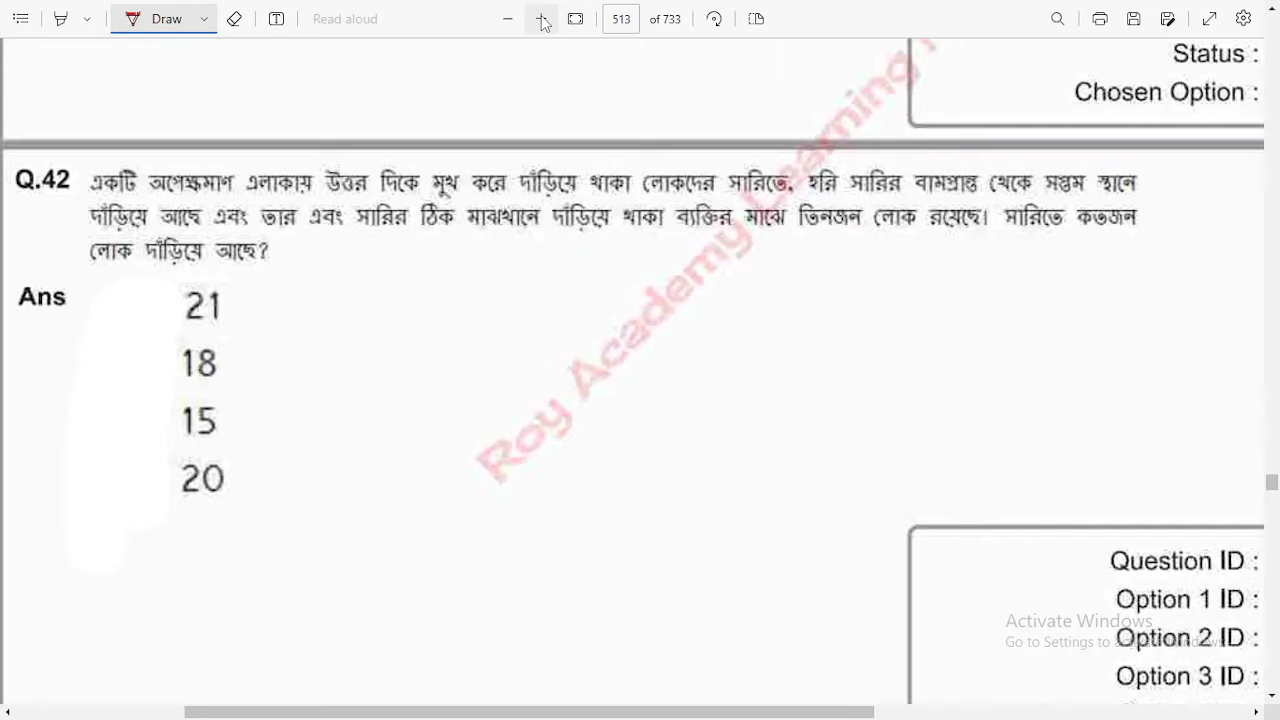 Draw
Read aloud
513 of 733
Status :
Chosen Option :
Q.42 একটি অপেক্ষমাণ এলাকায় উত্তর দিকে মুখ করে দাঁড়িয়ে থাকা লোকদের সারিতে, হরি সারির বামপ্রান্ত থেকে সপ্তম স্থানে
দাঁড়িয়ে আছে এবং তার এবং সারির ঠিক মাঝখানে দাঁড়িয়ে থাকা ব্যক্তির মাঝে তিনজন লোক রয়েছে। সারিতে কতজন
লোক দাঁড়িয়ে আছে?
Ans 21
18
15
20
Roy Academy Learning
Question ID :
Option 1 ID :
Option 2 ID :
Option 3 ID :
Activate Windows
Go to Settings to activate Windows.